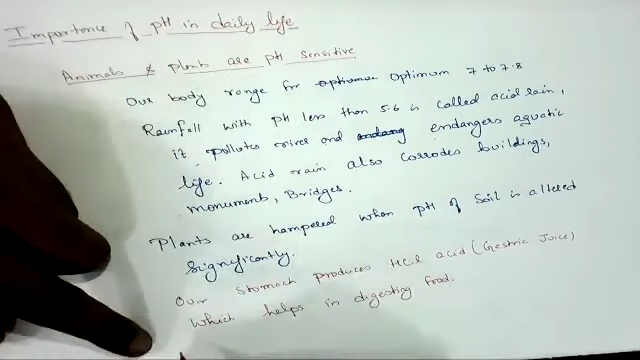 Importance of pH in daily life
Animals & plants are pH sensitive
Our body range for optimum 7 to 7.8
Rainfall with pH less than 5.6 is called acid rain,
it pollutes river and endangers aquatic
life. Acid rain also corrodes buildings,
monuments, Bridges.
Plants are hampered when pH of soil is altered
significantly.
Our stomach produces HCl acid (Gastric Juice)
which helps in digesting food.